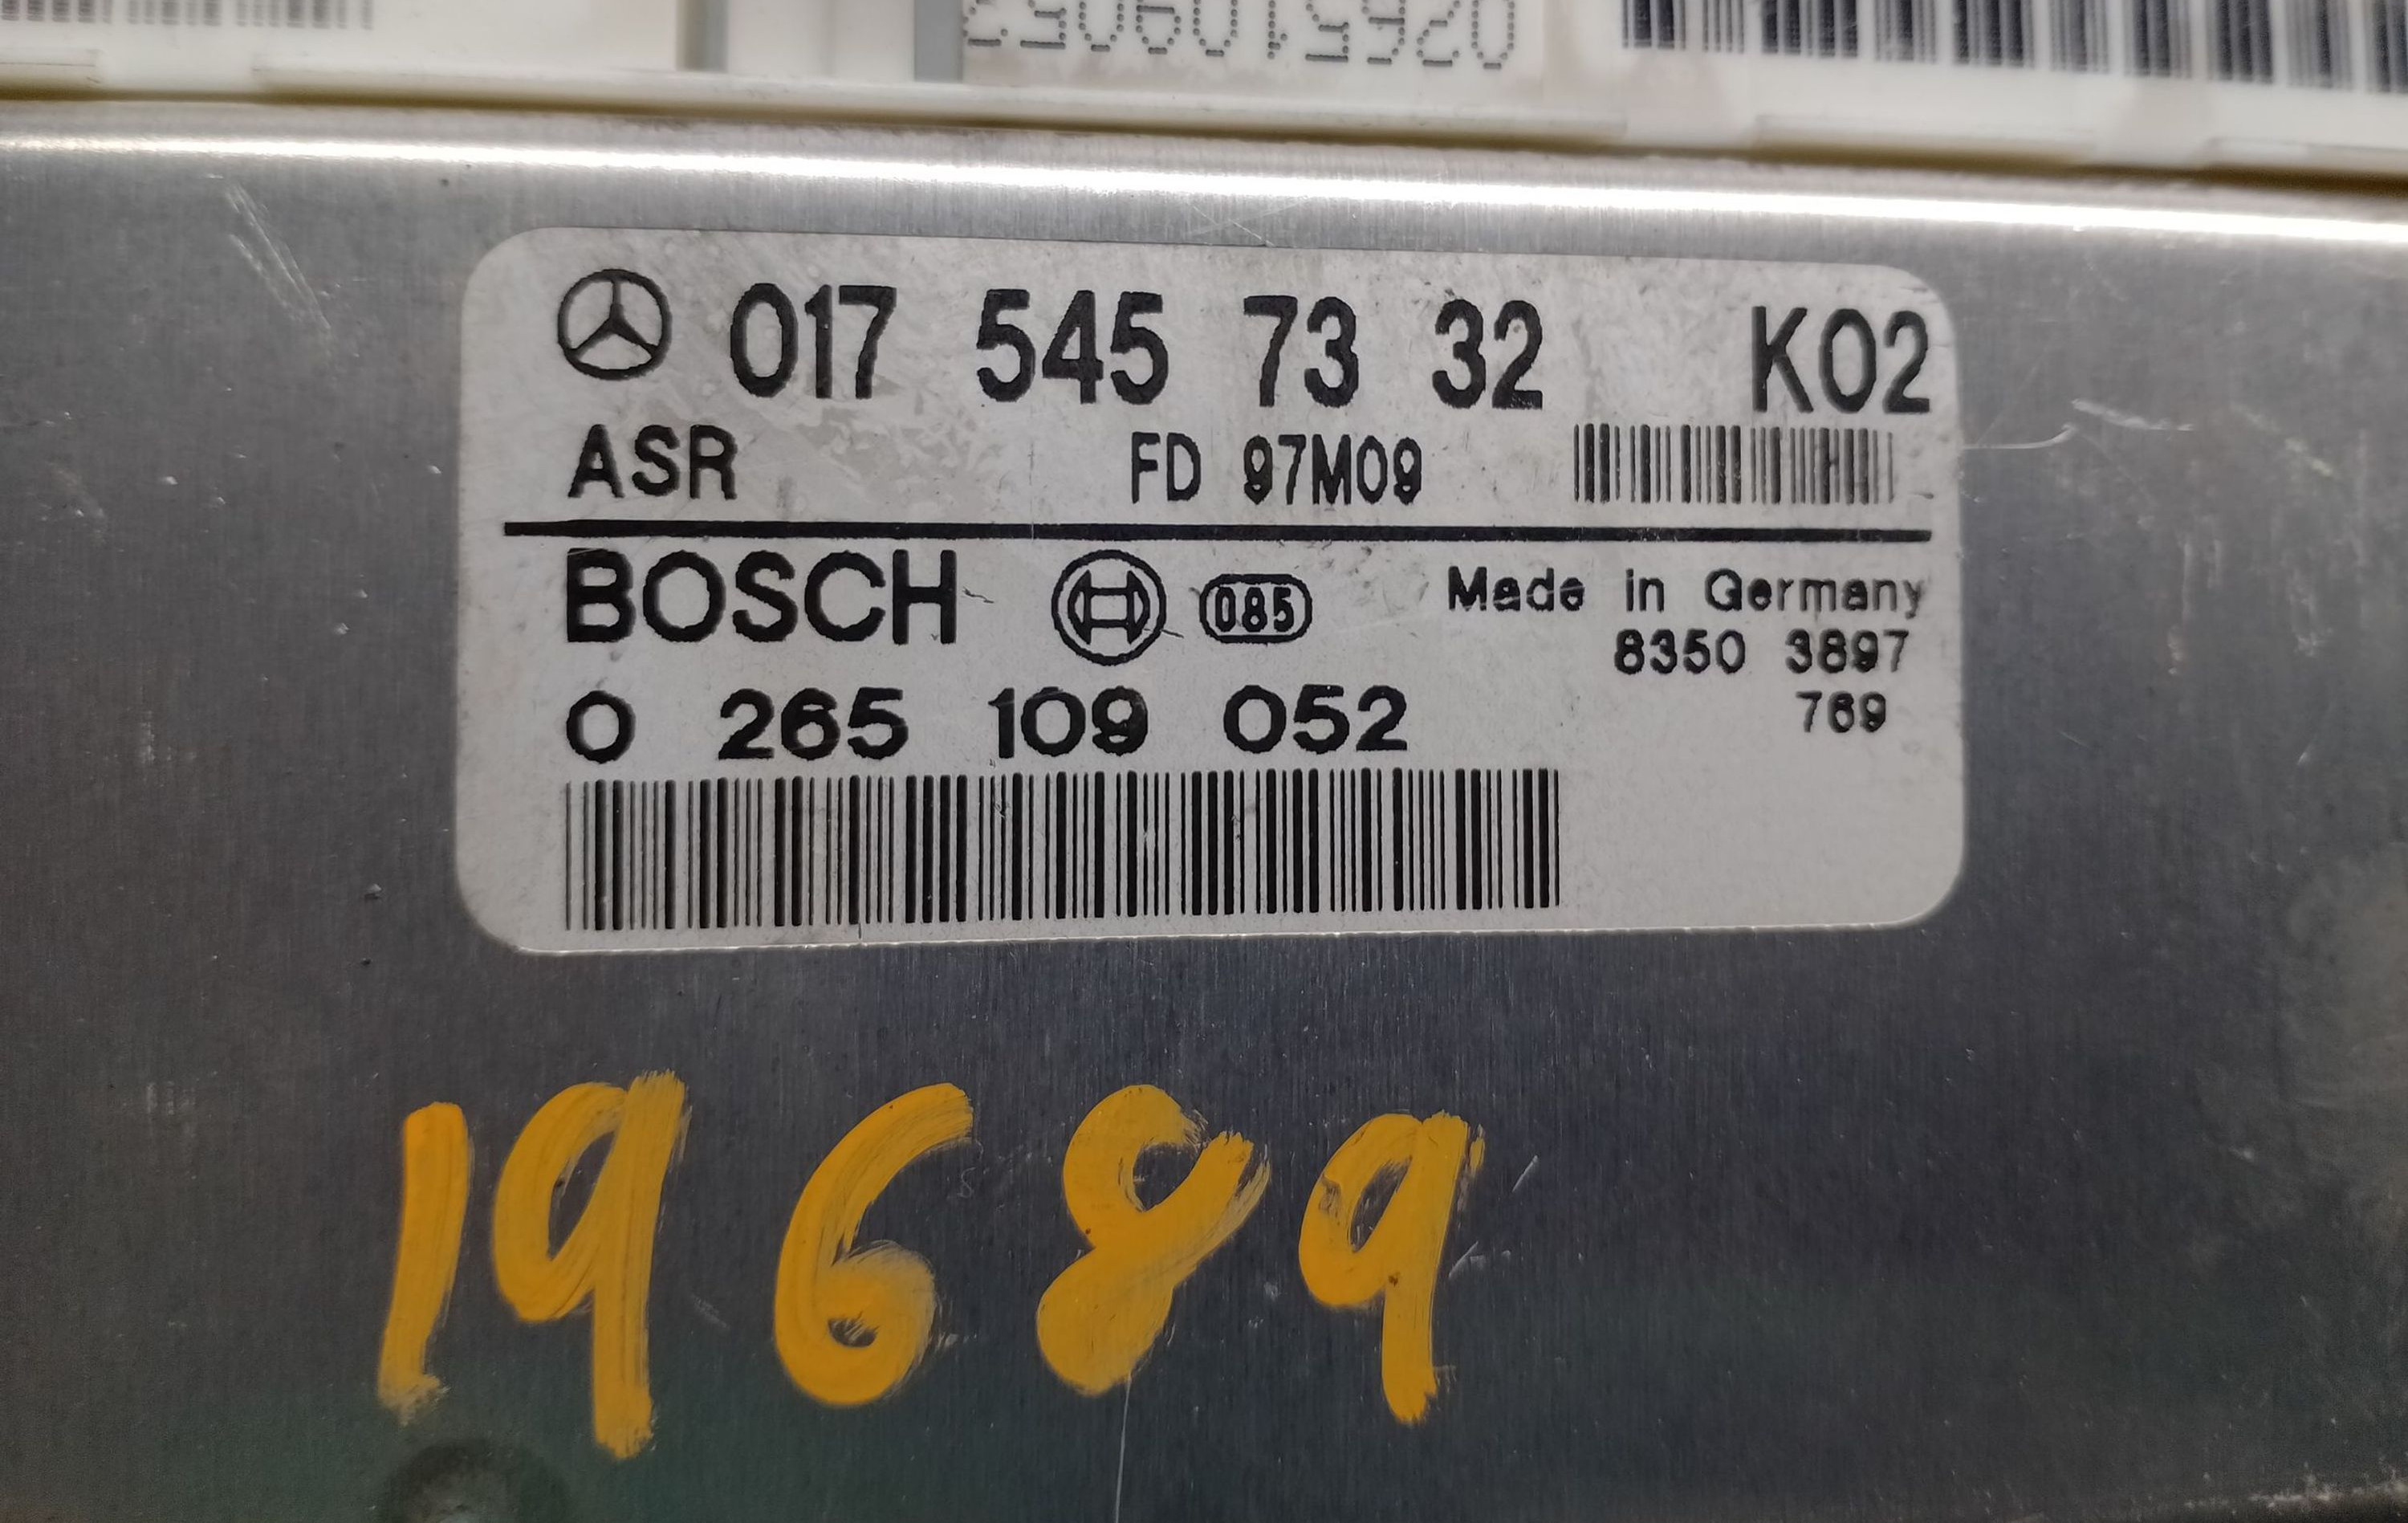 0265109053
017 545 73 32 K02
ASR FD 97M09
BOSCH 085 Made in Germany
8350 3897
0 265 109 052 769
19689